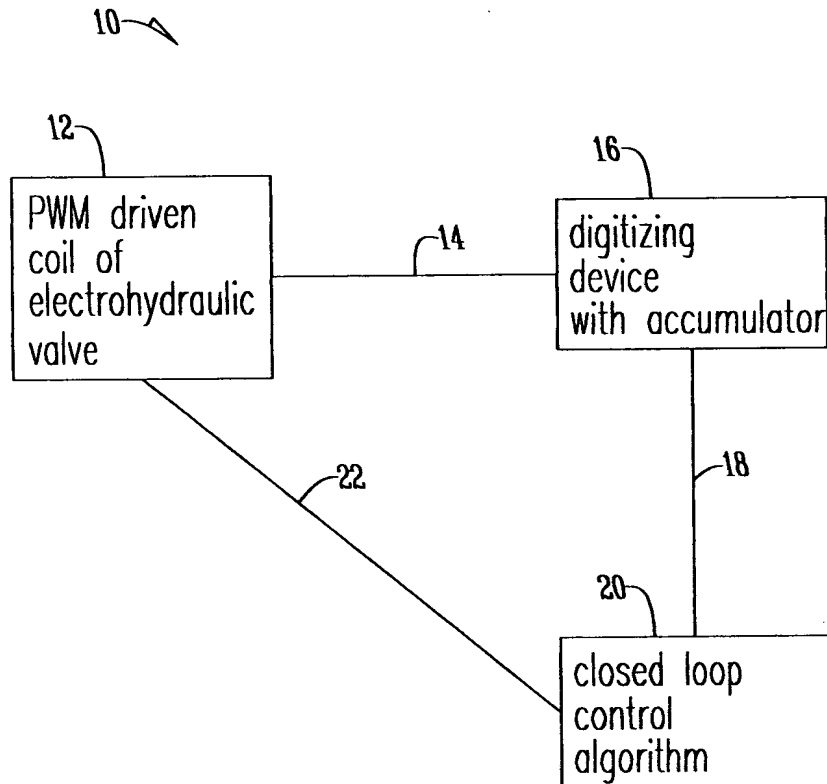 10
12
16
PWM driven
coil of
electrohydraulic
valve
14
digitizing
device
with accumulator
18
22
20
closed loop
control
algorithm